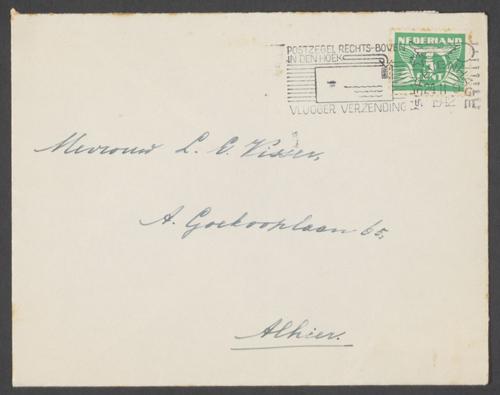 POSTZEGEL RECHTS-BOVEN
IN DEN HOEK
VLUGGER VERZENDING
NEDERLAND
1942
Mevrouw L. E. Visser,
A. Goekooplaan 65,
Alhier.